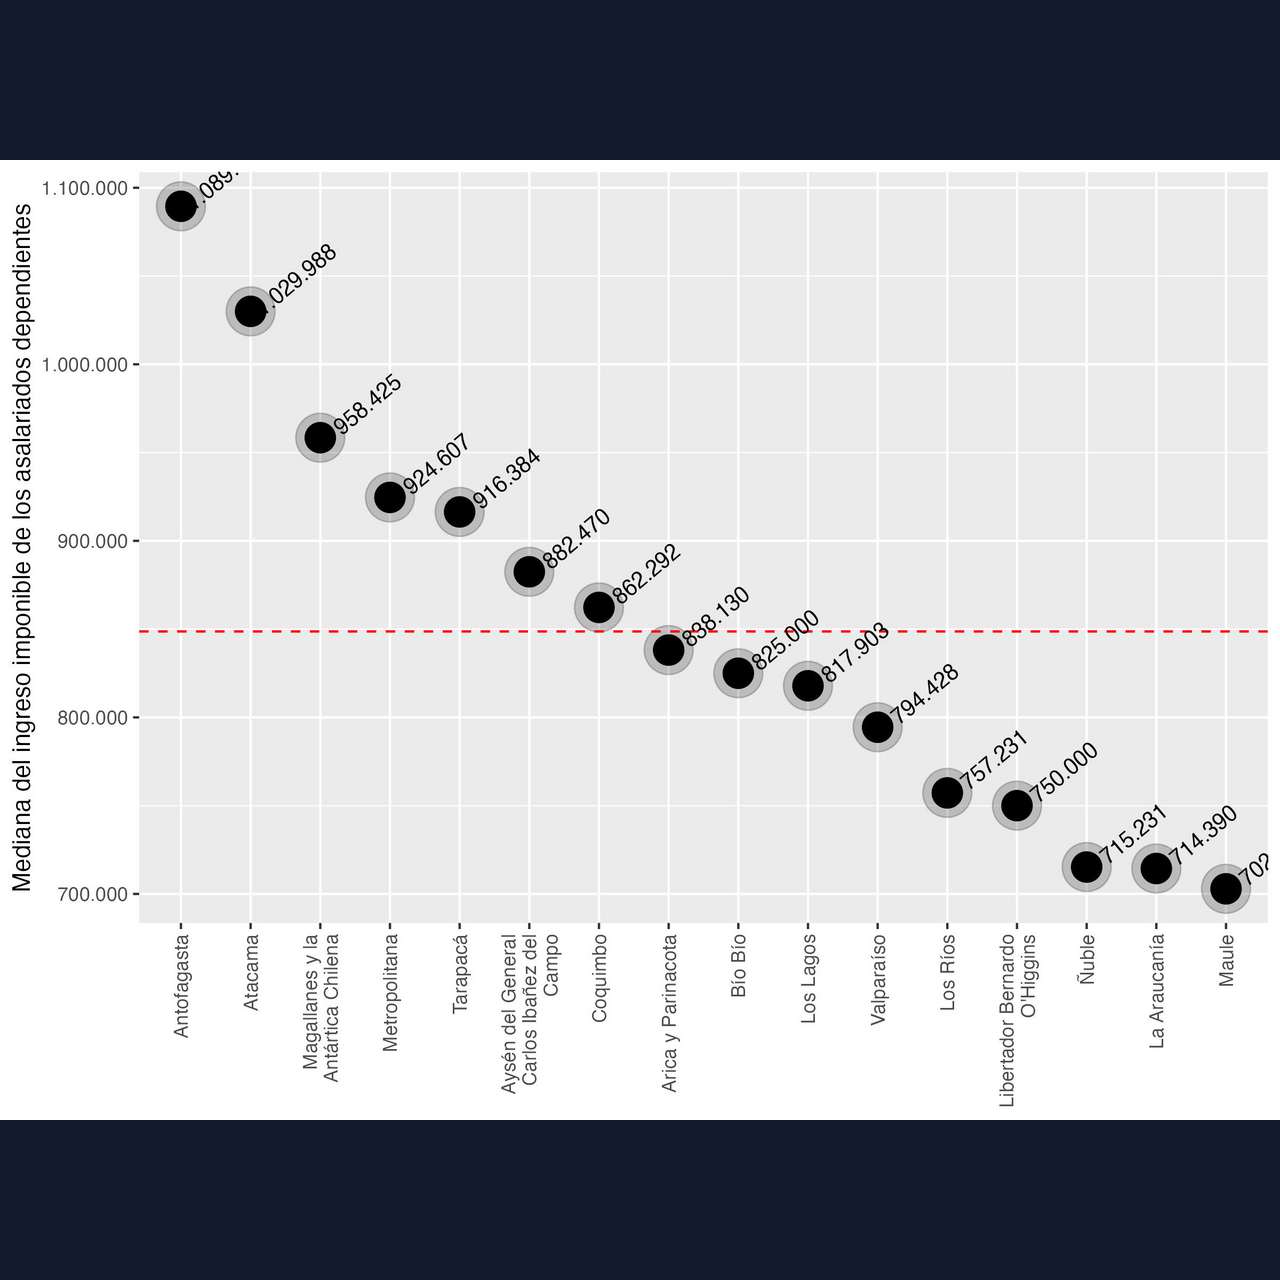 Mediana del ingreso imponible de los asalariados dependientes
1.100.000
1.000.000
900.000
800.000
700.000
.089.
.029.988
958.425
924.607
916.384
882.470
862.292
838.130
825.000
817.903
794.428
757.231
750.000
715.231
714.390
702
Antofagasta
Atacama
Magallanes y la
Antártica Chilena
Metropolitana
Tarapacá
Aysén del General
Carlos Ibañez del
Campo
Coquimbo
Arica y Parinacota
Bío Bío
Los Lagos
Valparaíso
Los Ríos
Libertador Bernardo
O'Higgins
Ñuble
La Araucanía
Maule